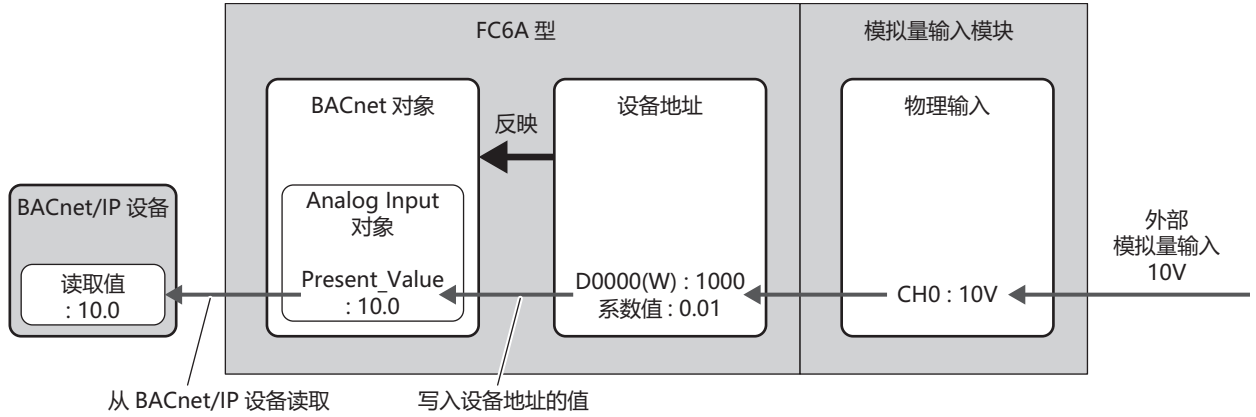 FC6A 型
模拟量输入模块
BACnet 对象
设备地址
物理输入
反映
BACnet/IP 设备
Analog Input
对象
外部
模拟量输入
10V
读取值
: 10.0
Present_Value
: 10.0
D0000(W) : 1000
系数值 : 0.01
CH0 : 10V
从 BACnet/IP 设备读取
写入设备地址的值